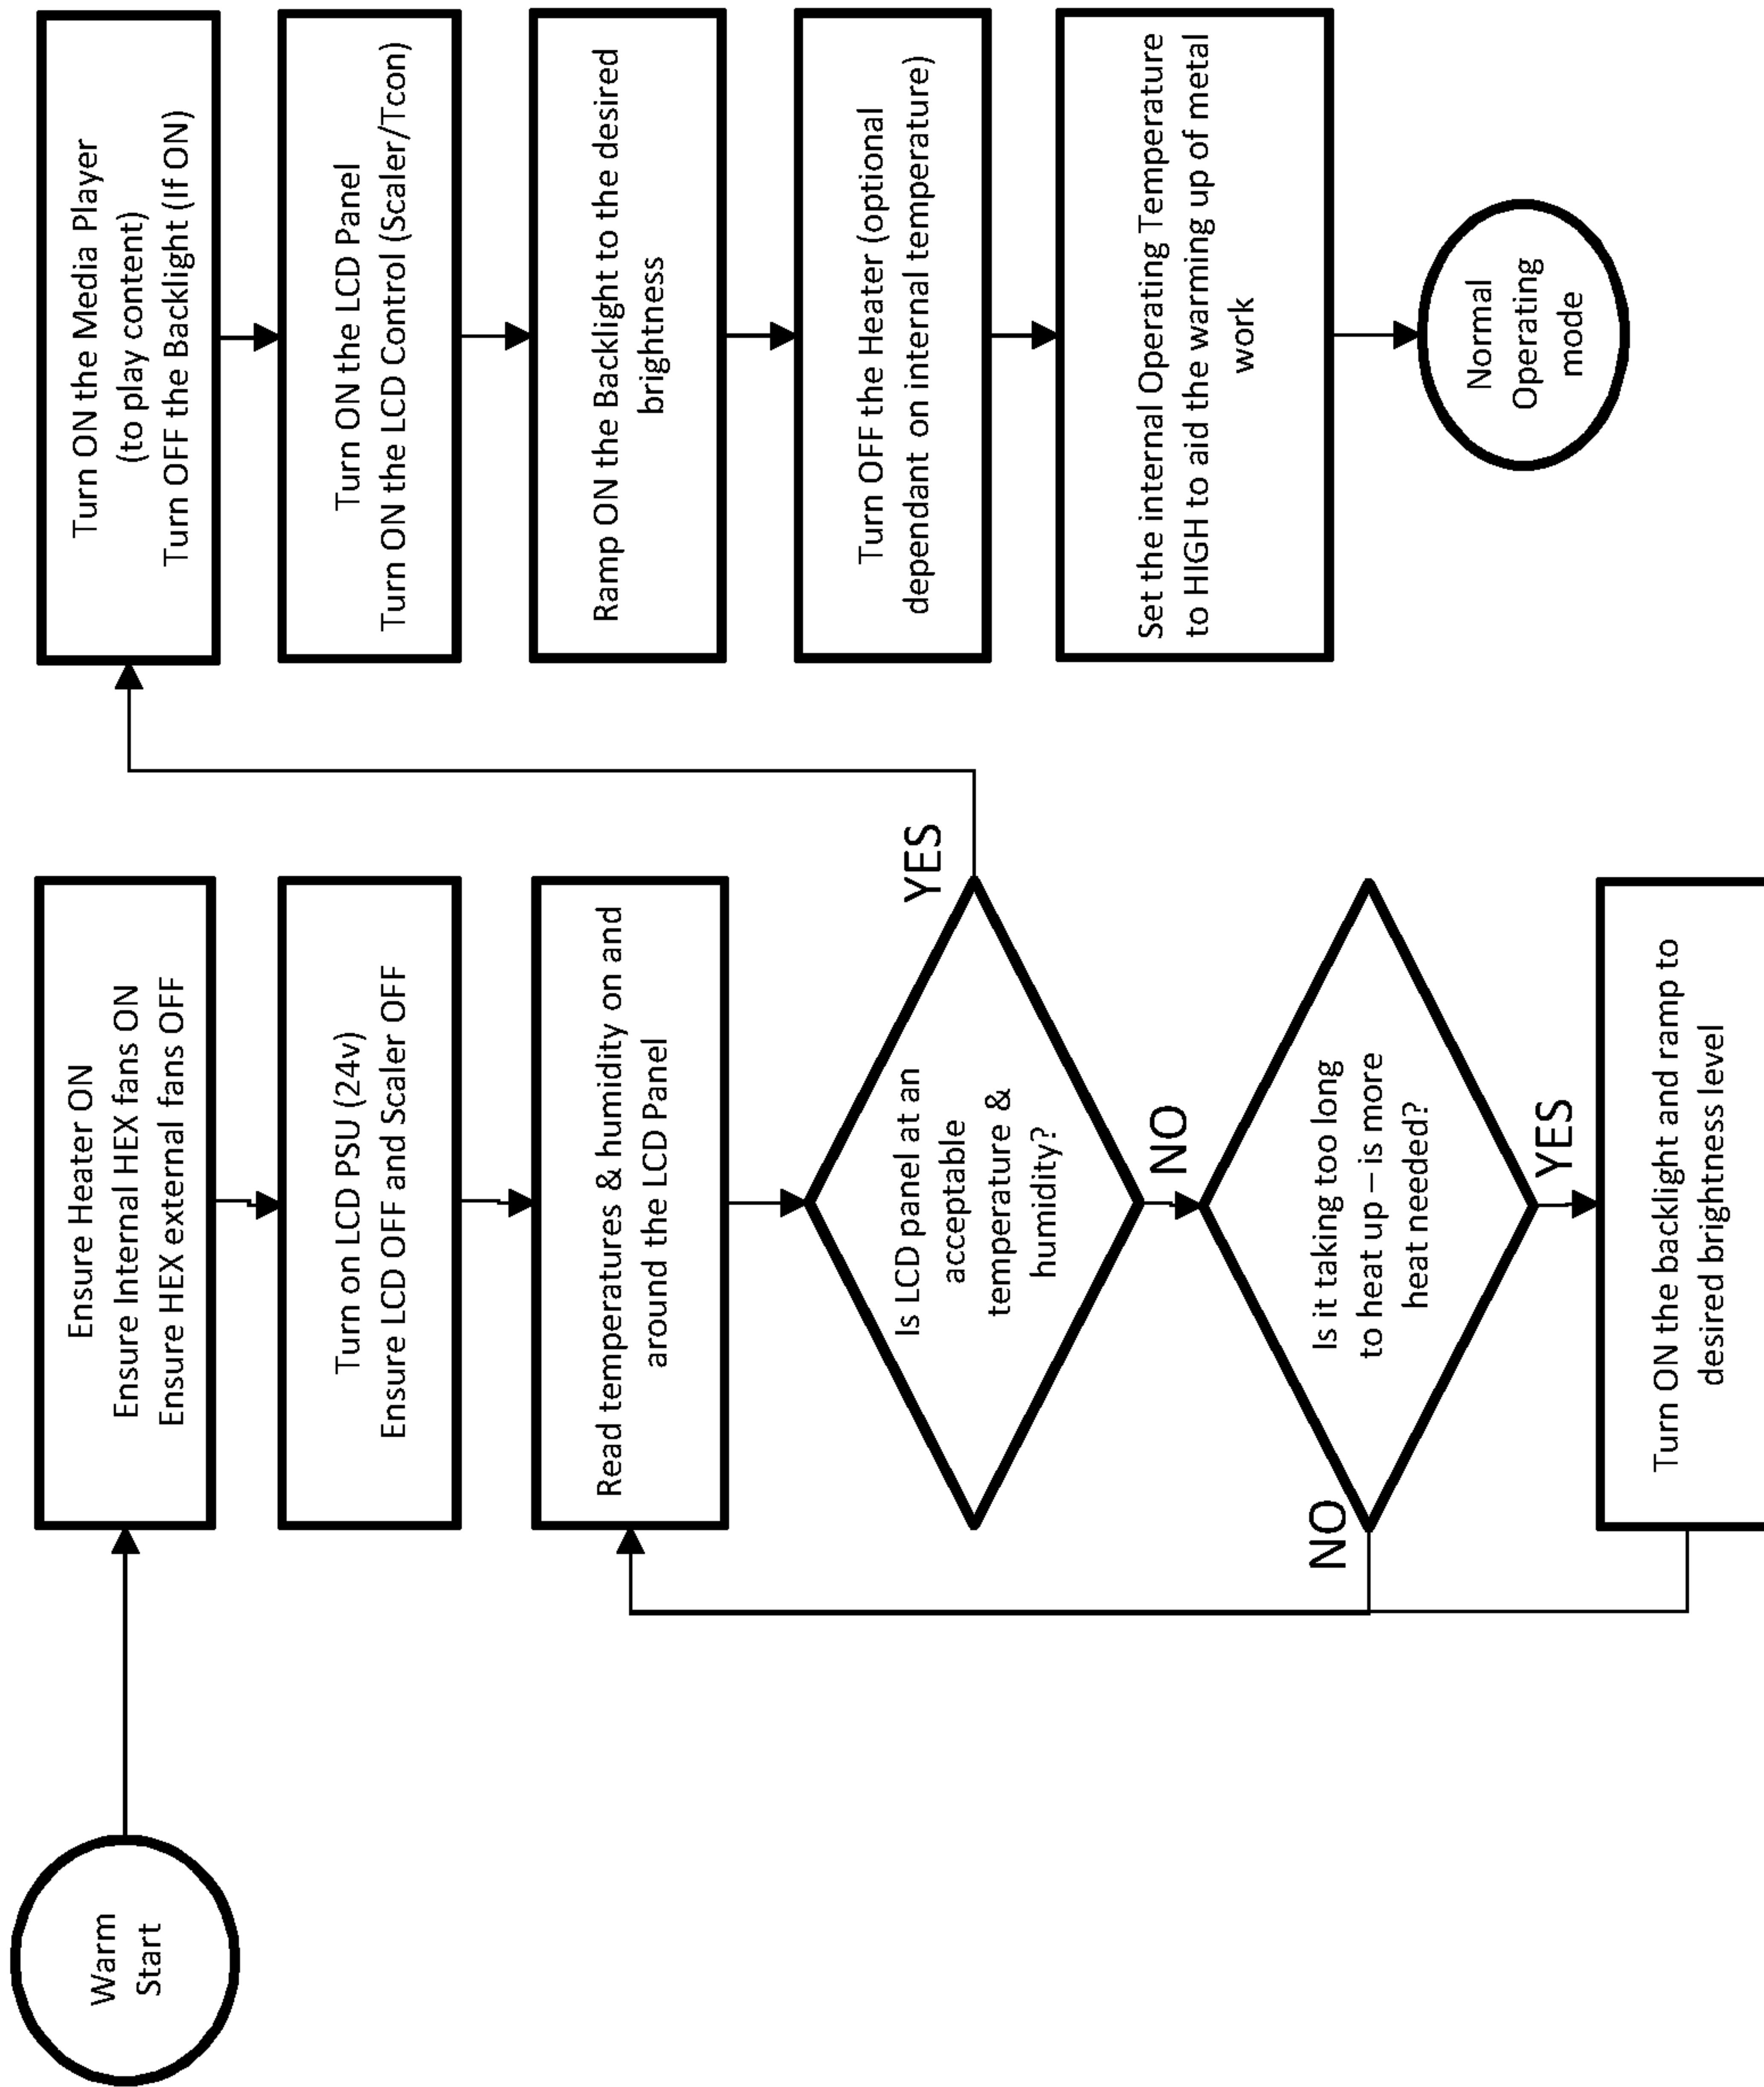 Warm
Start
Ensure Heater ON
Ensure Internal HEX fans ON
Ensure HEX external fans OFF
Turn on LCD PSU (24v)
Ensure LCD OFF and Scaler OFF
Read temperatures & humidity on and
around the LCD Panel
Is LCD panel at an
acceptable
temperature &
humidity?
YES
NO
Is it taking too long
to heat up – is more
heat needed?
NO
YES
Turn ON the backlight and ramp to
desired brightness level
Turn ON the Media Player
(to play content)
Turn OFF the Backlight (If ON)
Turn ON the LCD Panel
Turn ON the LCD Control (Scaler/Tcon)
Ramp ON the Backlight to the desired
brightness
Turn OFF the Heater (optional
dependant on internal temperature)
Set the internal Operating Temperature
to HIGH to aid the warming up of metal
work
Normal
Operating
mode